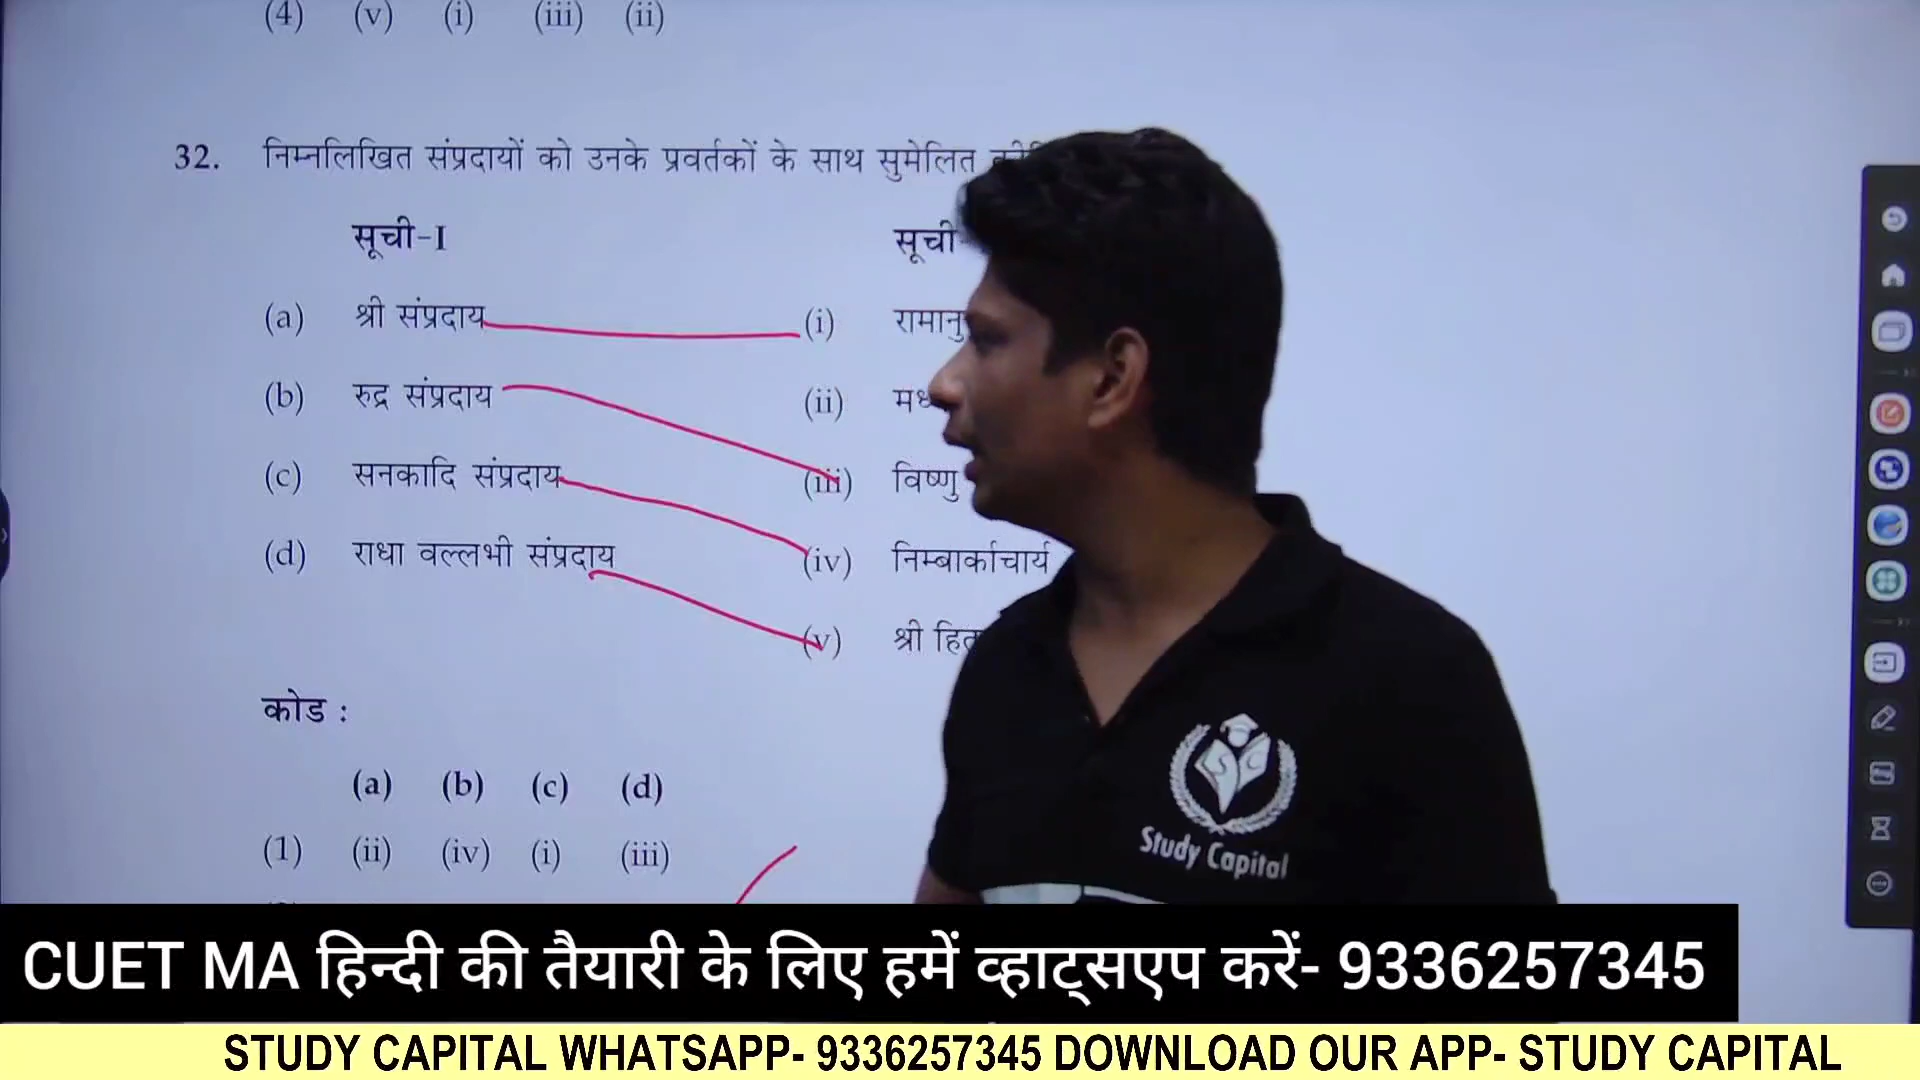 (4) (v) (i) (iii) (ii)
32. निम्नलिखित संप्रदायों को उनके प्रवर्तकों के साथ सुमेलित
सूची-I सूची
(a) श्री संप्रदाय (i)
(b) रुद्र संप्रदाय (ii)
(c) सनकादि संप्रदाय (iii) विष्णु
(d) राधा वल्लभी संप्रदाय (iv) निम्बार्काचार्य
(v) श्री
कोड :
(a) (b) (c) (d)
(1) (ii) (iv) (i) (iii)
Study Capital
CUET MA हिन्दी की तैयारी के लिए हमें व्हाट्सएप करें- 9336257345
STUDY CAPITAL WHATSAPP- 9336257345 DOWNLOAD OUR APP- STUDY CAPITAL